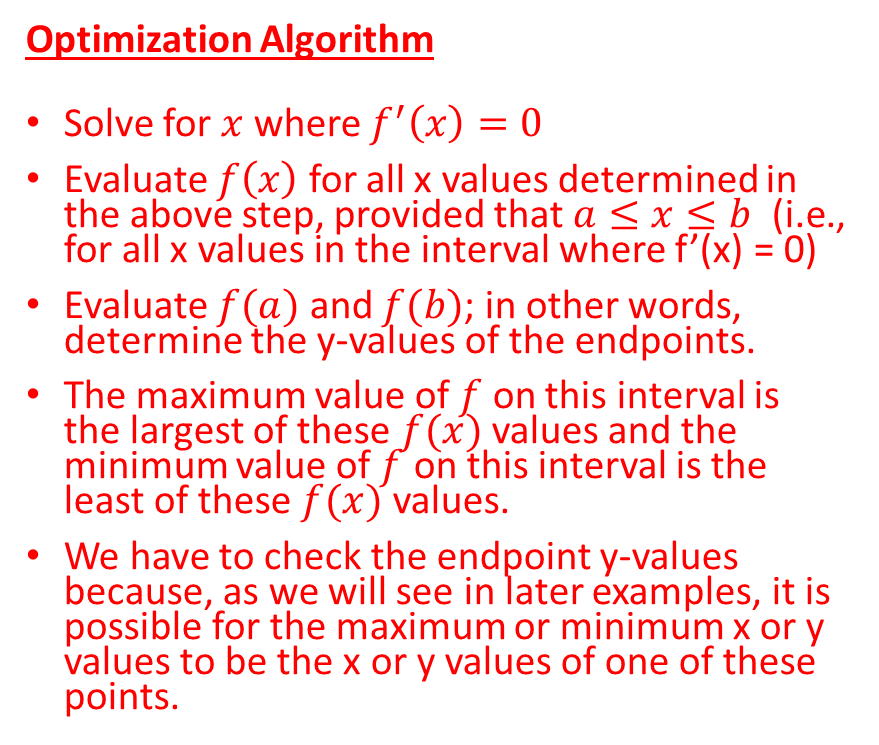 Optimization Algorithm
• Solve for x where f′(x) = 0
• Evaluate f(x) for all x values determined in
the above step, provided that a ≤ x ≤ b (i.e.,
for all x values in the interval where f’(x) = 0)
• Evaluate f(a) and f(b); in other words,
determine the y-values of the endpoints.
• The maximum value of f on this interval is
the largest of these f(x) values and the
minimum value of f on this interval is the
least of these f(x) values.
• We have to check the endpoint y-values
because, as we will see in later examples, it is
possible for the maximum or minimum x or y
values to be the x or y values of one of these
points.